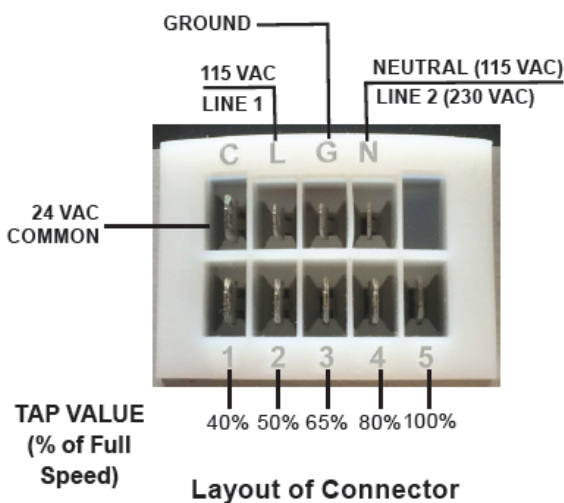 GROUND
115 VAC
LINE 1
NEUTRAL (115 VAC)
LINE 2 (230 VAC)
C L G N
24 VAC
COMMON
1 2 3 4 5
TAP VALUE
(% of Full
Speed)
40% 50% 65% 80% 100%
Layout of Connector